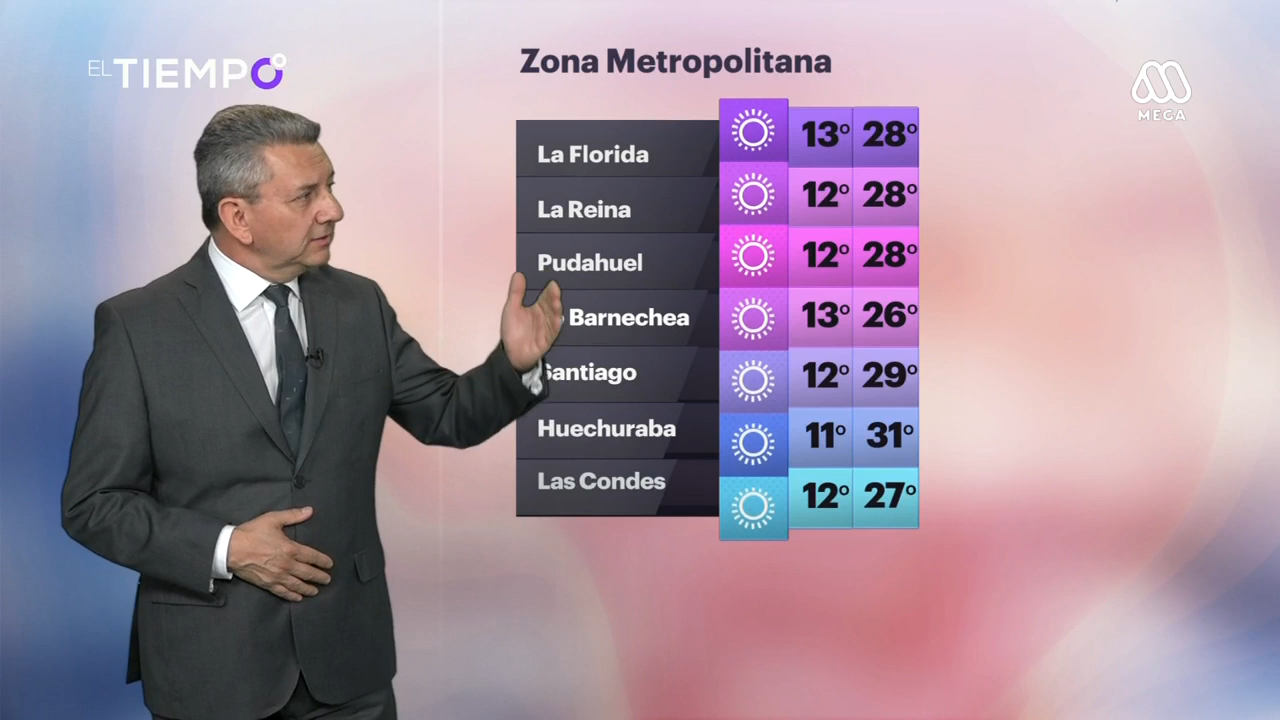 EL TIEMPO
Zona Metropolitana
MEGA
La Florida 13° 28°
La Reina 12° 28°
Pudahuel 12° 28°
Barnechea 13° 26°
Santiago 12° 29°
Huechuraba 11° 31°
Las Condes 12° 27°